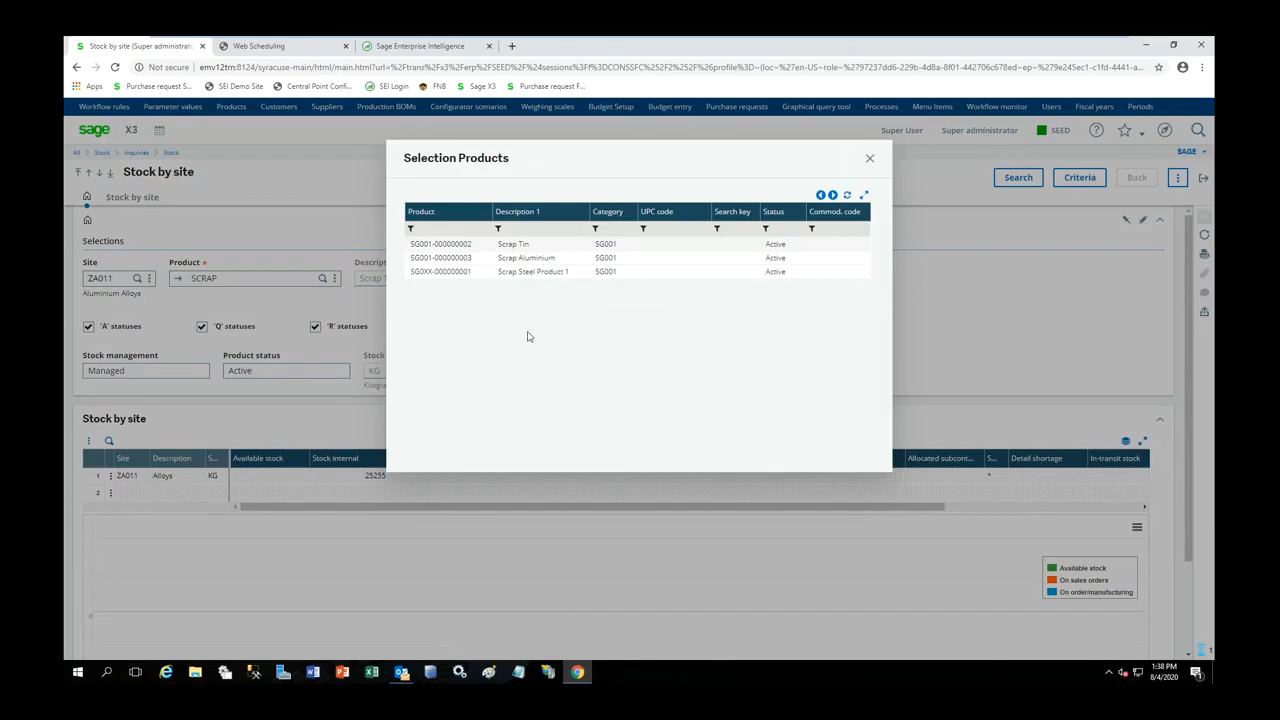 Stock by site (Super administrat
Web Scheduling
Sage Enterprise Intelligence
Not secure
Apps
Purchase request S...
SEI Demo Site
Central Point Confi...
SEI Login
FNB
Sage X3
Purchase request F...
Workflow rules
Parameter values
Products
Customers
Suppliers
Production BOMs
Configurator scenarios
Weighing scales
Budget Setup
Budget entry
Purchase requests
Graphical query tool
Processes
Menu Items
Workflow monitor
Users
Fiscal years
Periods
sage X3
Super User
Super administrator
SEED
All
Stock
Inquiries
Stock
SAGE
Stock by site
Search
Criteria
Back
Stock by site
Selection Products
Product
Description 1
Category
UPC code
Search key
Status
Commod. code
SG001-000000002 Scrap Tin SG001 Active
SG001-000000003 Scrap Aluminium SG001 Active
SG0XX-000000001 Scrap Steel Product 1 SG001 Active
Selections
Site
Product *
Descript
ZA011
SCRAP
Scrap T
Aluminium Alloys
'A' statuses
'Q' statuses
'R' statuses
Stock management
Product status
Stock
Managed
Active
KG
Kilogra
Stock by site
Site
Description
S...
Available stock
Stock internal
Allocated subcont...
S...
Detail shortage
In-transit stock
1 ZA011 Alloys KG 25255
2
Available stock
On sales orders
On order/manufacturing
0
1
1:38 PM
8/4/2020